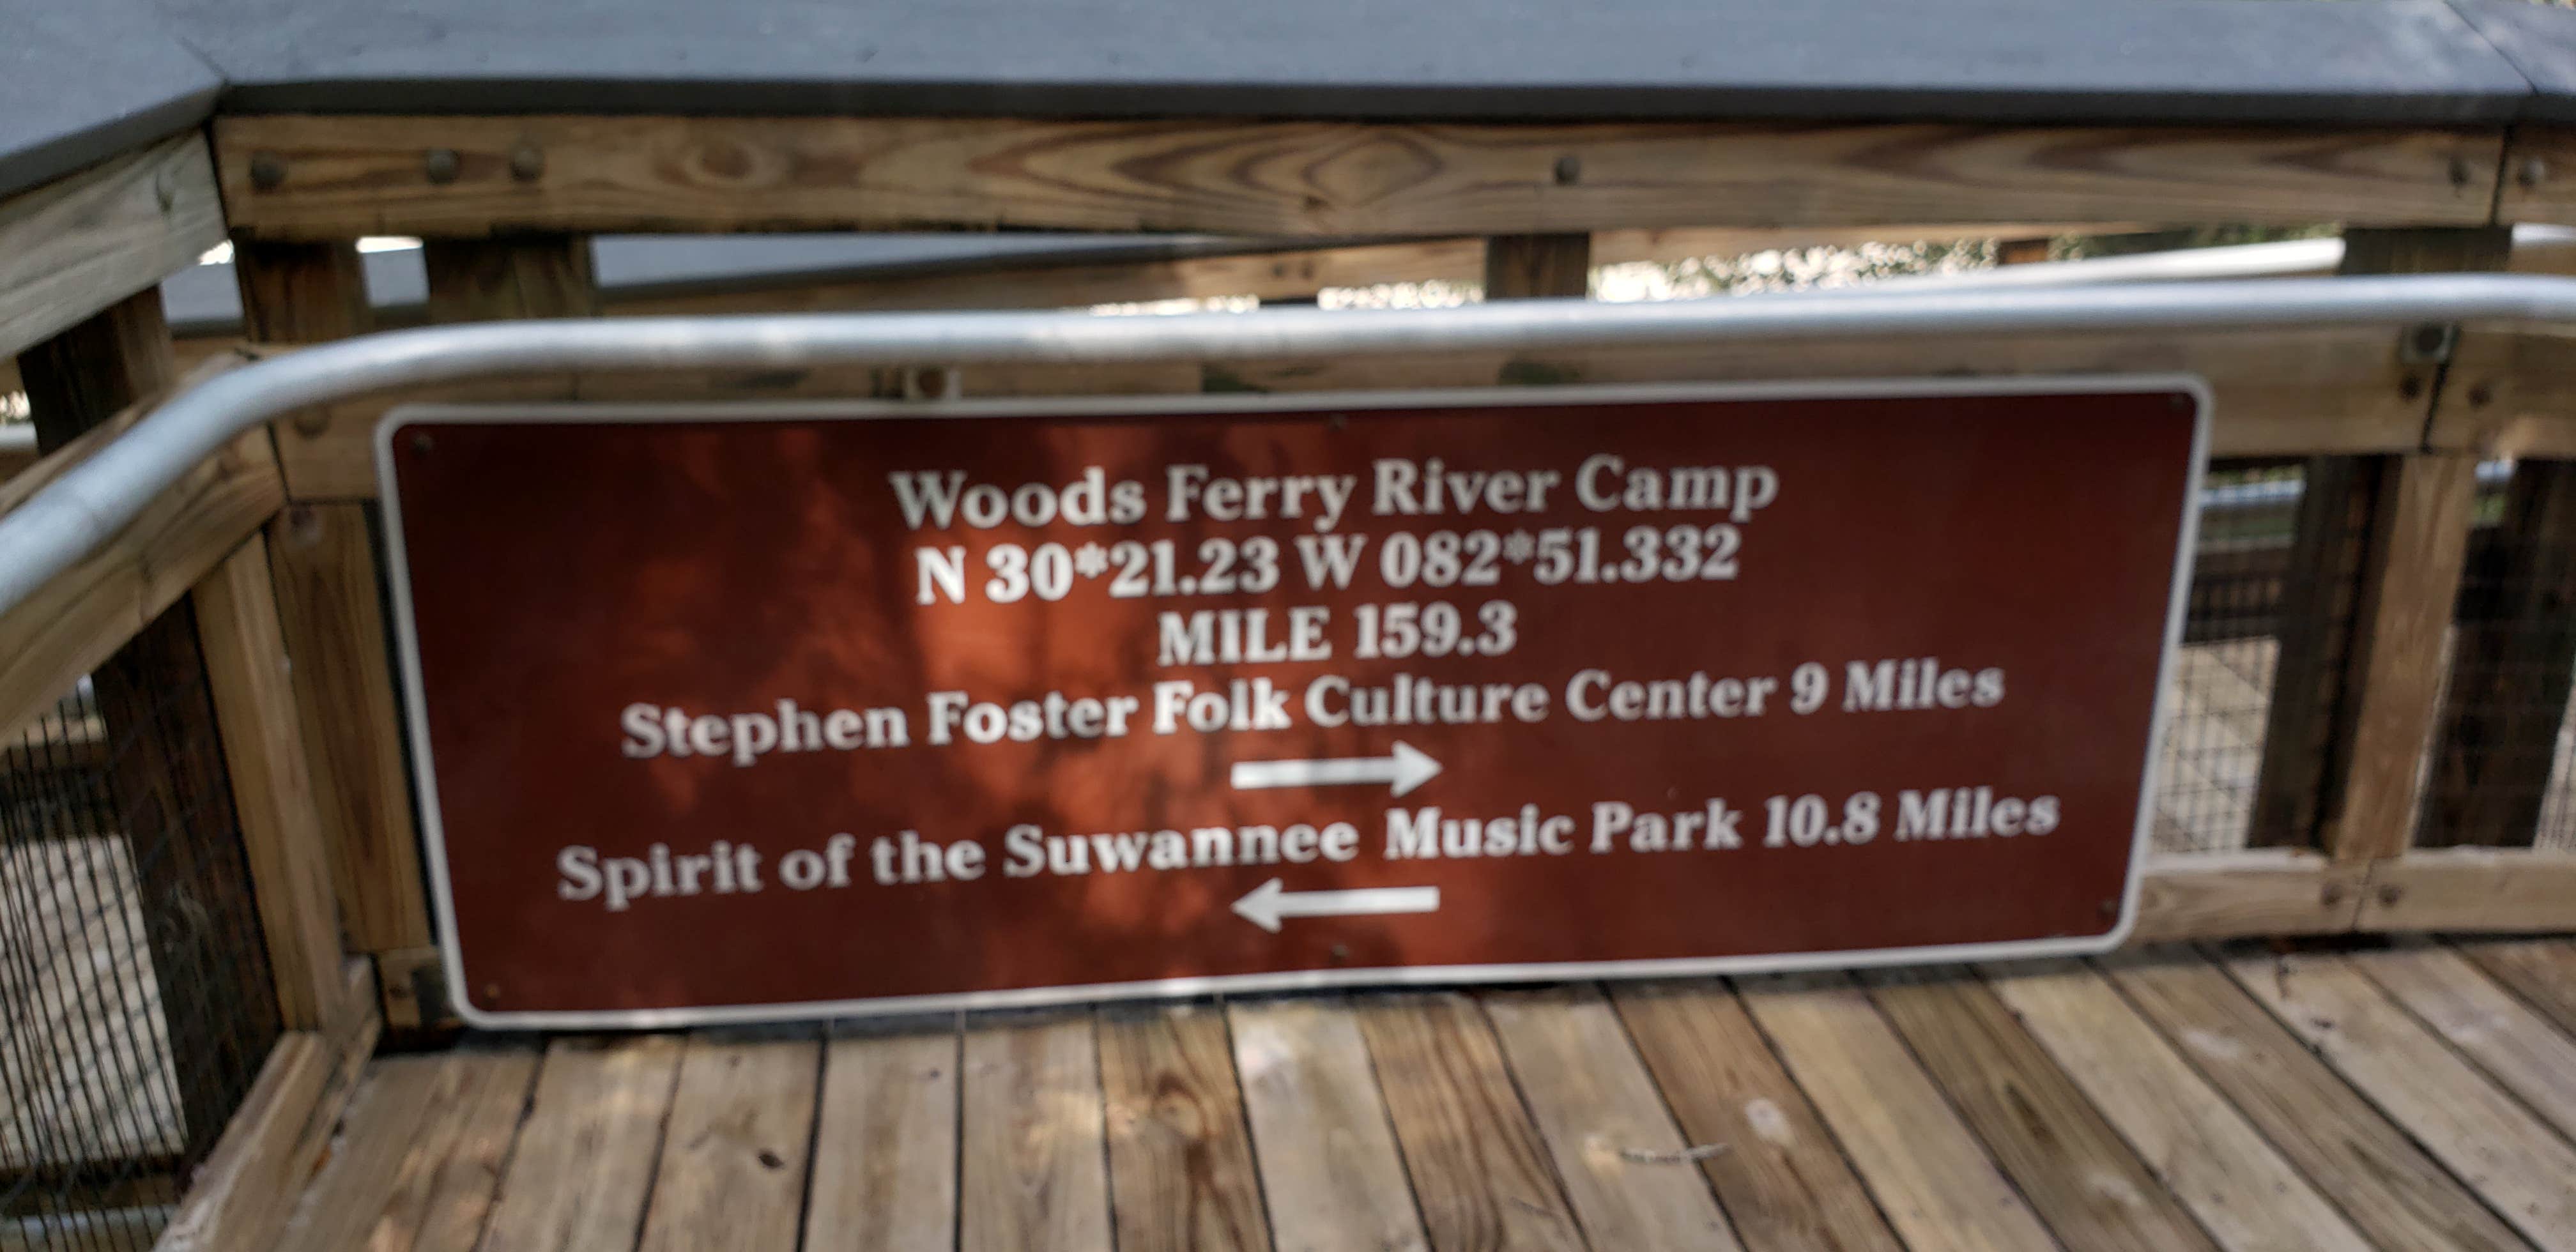 Woods Ferry River Camp
N 30*21.23 W 082*51.332
MILE 159.3
Stephen Foster Folk Culture Center 9 Miles
Spirit of the Suwannee Music Park 10.8 Miles